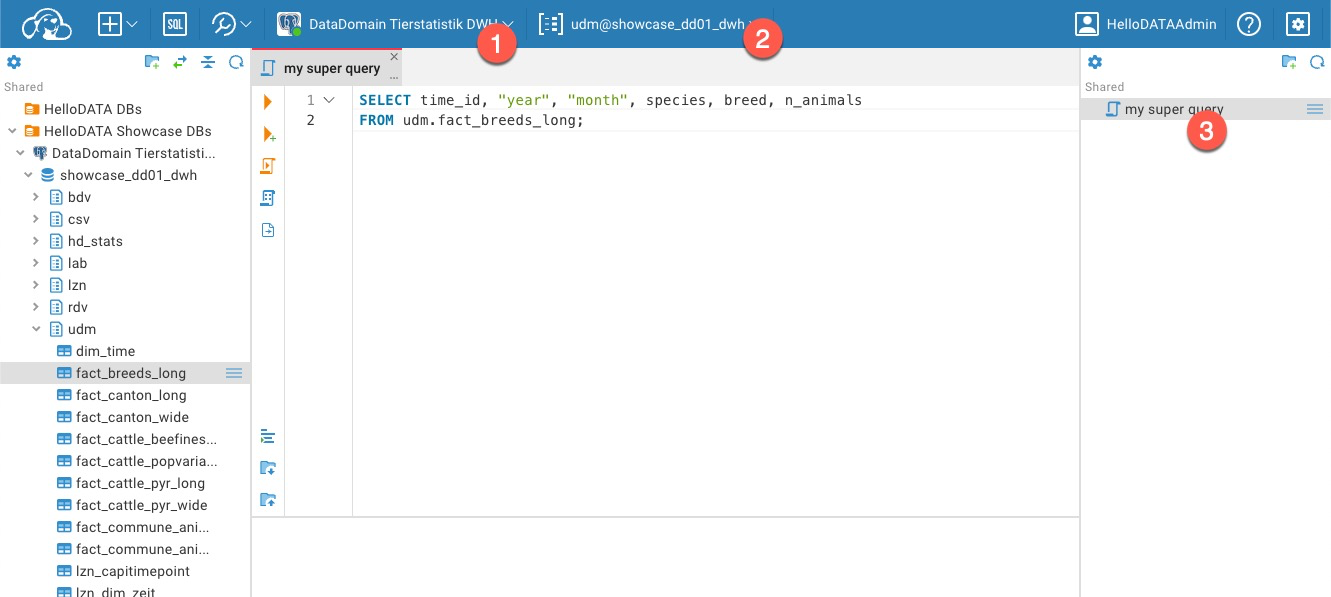 SQL
DataDomain Tierstatistik DWH
udm@showcase_dd01_dwh
HelloDATAAdmin
1
2
Shared
HelloDATA DBs
HelloDATA Showcase DBs
DataDomain Tierstatisti...
showcase_dd01_dwh
bdv
csv
hd_stats
lab
lzn
rdv
udm
dim_time
fact_breeds_long
fact_canton_long
fact_canton_wide
fact_cattle_beefines...
fact_cattle_popvaria...
fact_cattle_pyr_long
fact_cattle_pyr_wide
fact_commune_ani...
fact_commune_ani...
lzn_capitimepoint
lzn_dim_zeit
my super query
1 SELECT time_id, "year", "month", species, breed, n_animals
2 FROM udm.fact_breeds_long;
Shared
my super query
3